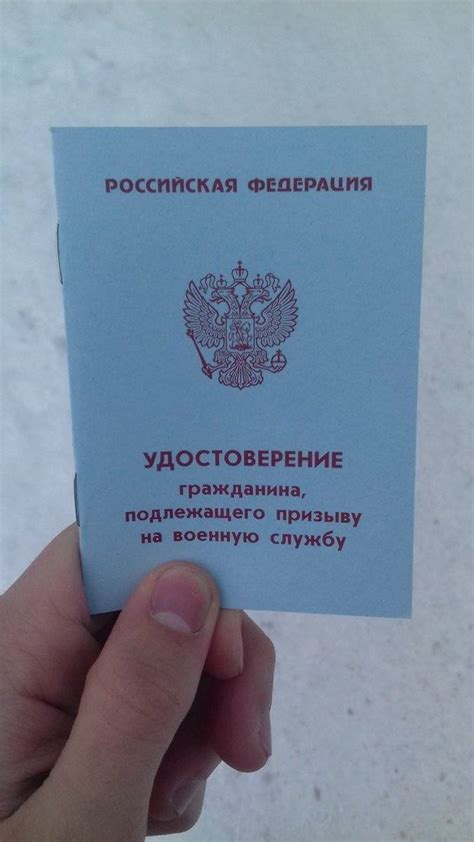 РОССИЙСКАЯ ФЕДЕРАЦИЯ
УДОСТОВЕРЕНИЕ
гражданина,
подлежащего призыву
на военную службу